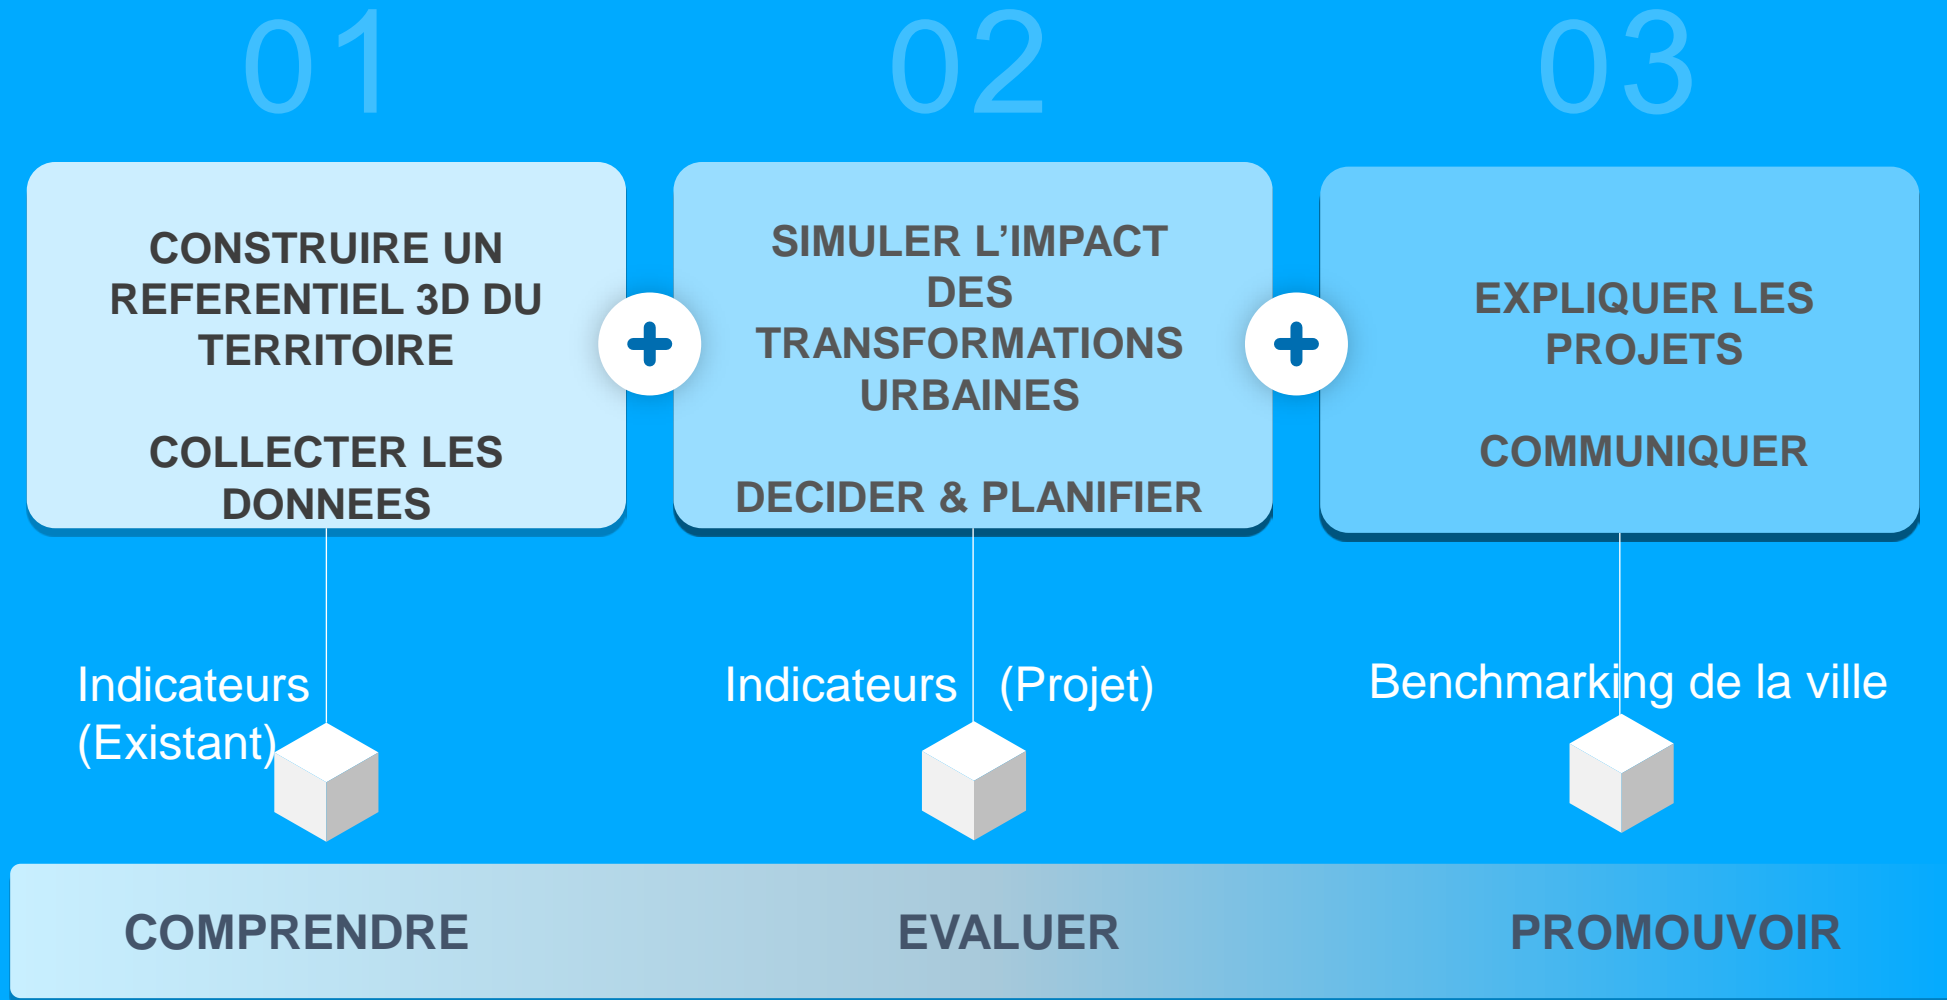 01
02
03
CONSTRUIRE UN
REFERENTIEL 3D DU
TERRITOIRE
COLLECTER LES
DONNEES
SIMULER L’IMPACT
DES
TRANSFORMATIONS
URBAINES
DECIDER & PLANIFIER
EXPLIQUER LES
PROJETS
COMMUNIQUER
Indicateurs
(Existant)
Indicateurs (Projet)
Benchmarking de la ville
COMPRENDRE
EVALUER
PROMOUVOIR